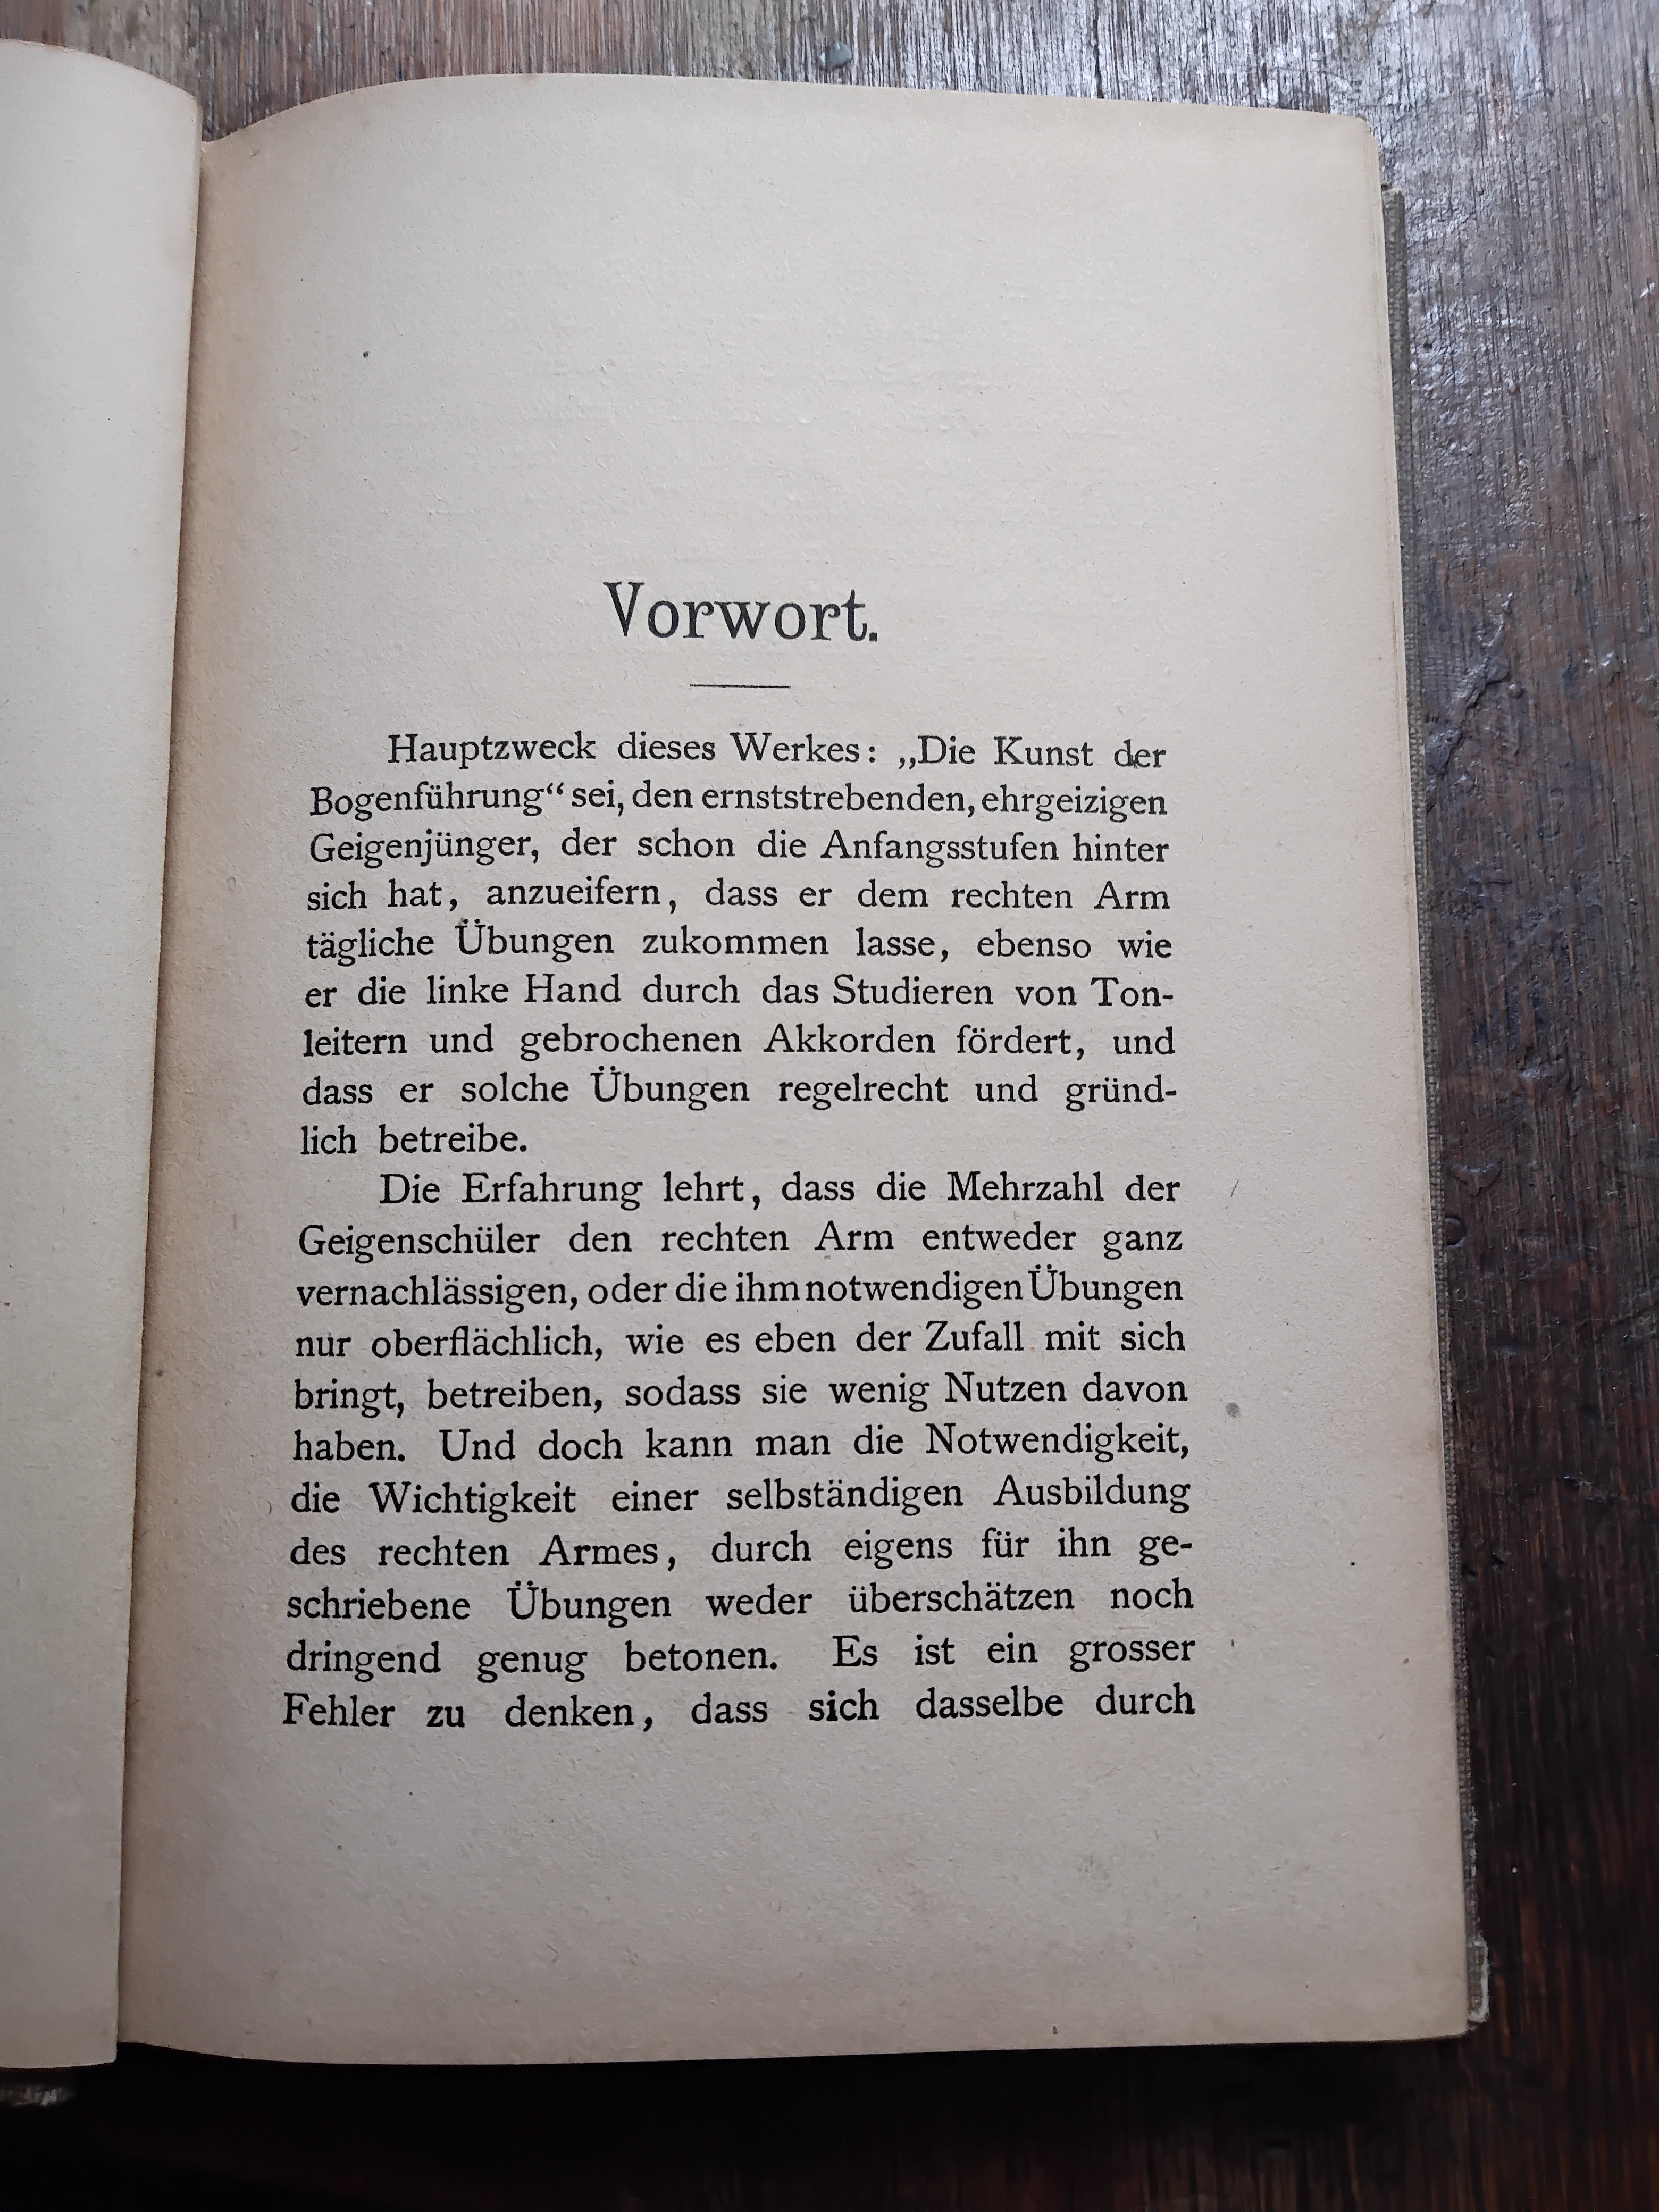 Vorwort.
Hauptzweck dieses Werkes: „Die Kunst der
Bogenführung“ sei, den ernststrebenden, ehrgeizigen
Geigenjünger, der schon die Anfangsstufen hinter
sich hat, anzueifern, dass er dem rechten Arm
tägliche Übungen zukommen lasse, ebenso wie
er die linke Hand durch das Studieren von Ton-
leitern und gebrochenen Akkorden fördert, und
dass er solche Übungen regelrecht und gründ-
lich betreibe.
Die Erfahrung lehrt, dass die Mehrzahl der
Geigenschüler den rechten Arm entweder ganz
vernachlässigen, oder die ihm notwendigen Übungen
nur oberflächlich, wie es eben der Zufall mit sich
bringt, betreiben, sodass sie wenig Nutzen davon
haben. Und doch kann man die Notwendigkeit,
die Wichtigkeit einer selbständigen Ausbildung
des rechten Armes, durch eigens für ihn ge-
schriebene Übungen weder überschätzen noch
dringend genug betonen. Es ist ein grosser
Fehler zu denken, dass sich dasselbe durch